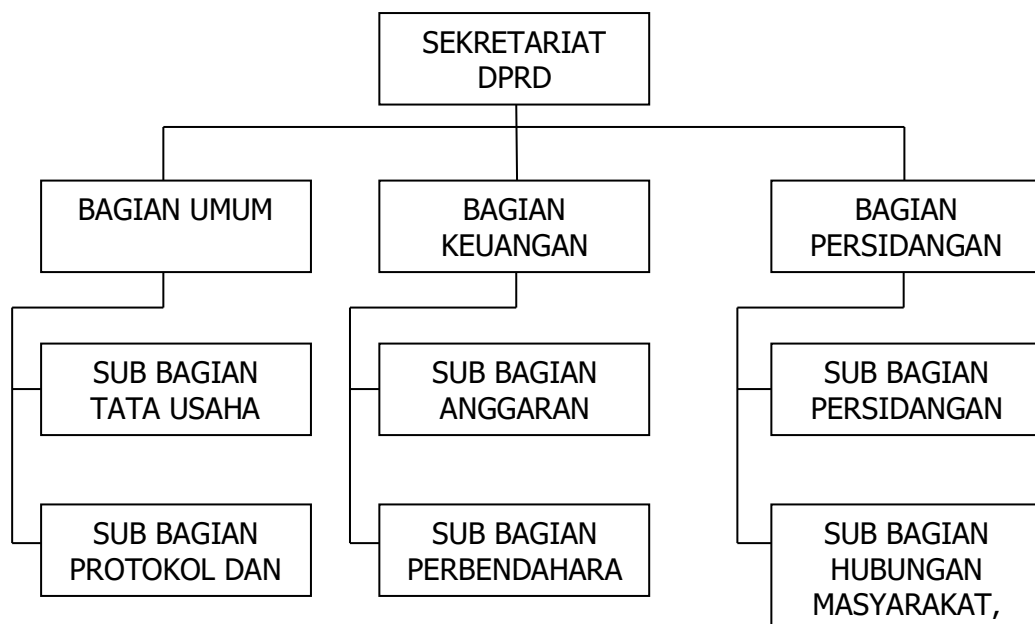 SEKRETARIAT
DPRD
BAGIAN UMUM
BAGIAN
KEUANGAN
BAGIAN
PERSIDANGAN
SUB BAGIAN
TATA USAHA
SUB BAGIAN
ANGGARAN
SUB BAGIAN
PERSIDANGAN
SUB BAGIAN
PROTOKOL DAN
SUB BAGIAN
PERBENDAHARA
SUB BAGIAN
HUBUNGAN
MASYARAKAT,